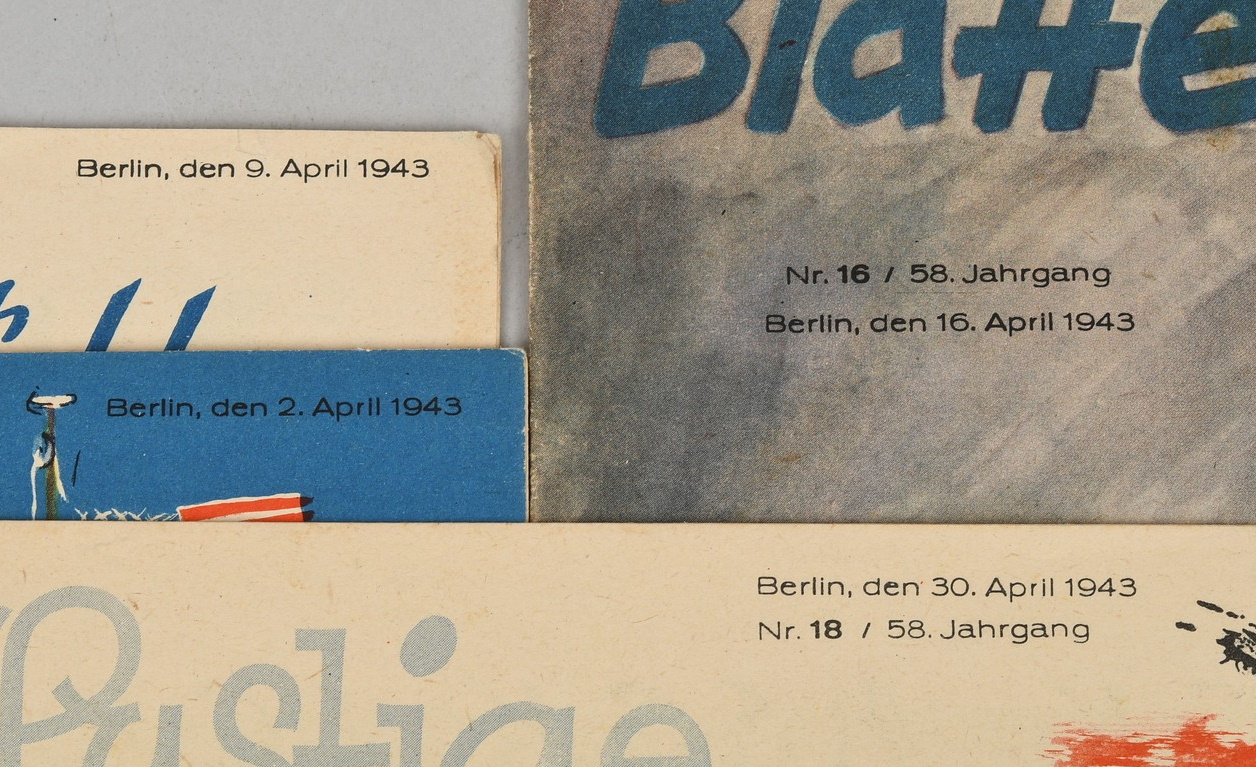 Blatte
Berlin, den 9. April 1943
Nr. 16 / 58. Jahrgang
Berlin, den 16. April 1943
Berlin, den 2. April 1943
Berlin, den 30. April 1943
Nr. 18 / 58. Jahrgang
Lustige